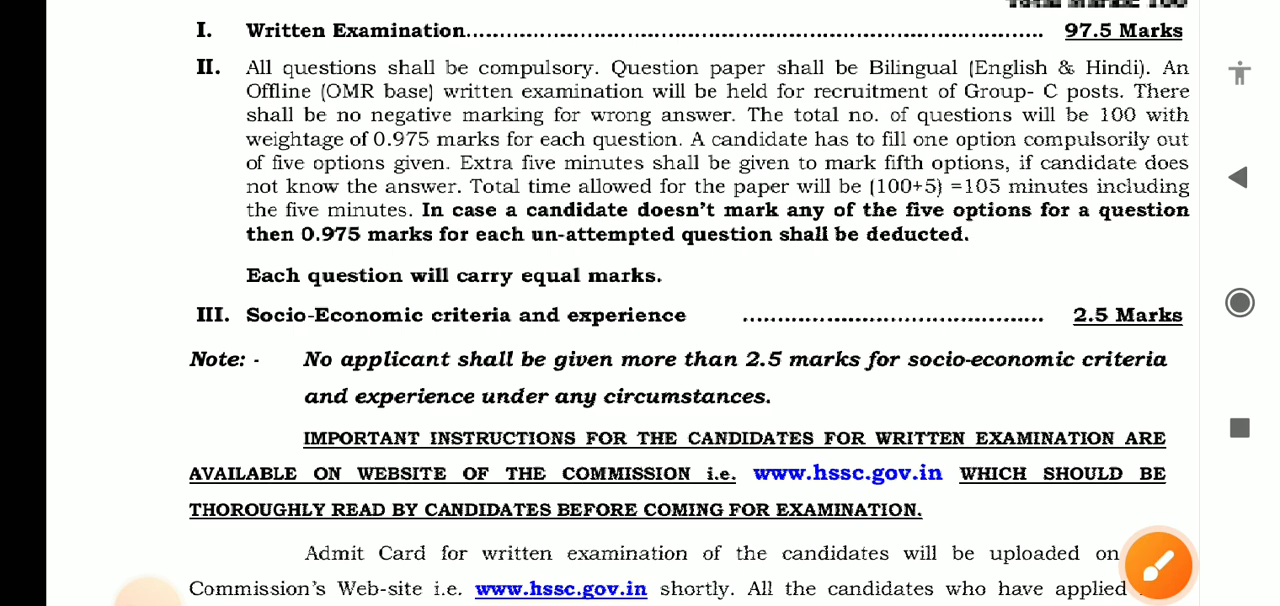 I. Written Examination........................................................................................ 97.5 Marks
II. All questions shall be compulsory. Question paper shall be Bilingual (English & Hindi). An
Offline (OMR base) written examination will be held for recruitment of Group- C posts. There
shall be no negative marking for wrong answer. The total no. of questions will be 100 with
weightage of 0.975 marks for each question. A candidate has to fill one option compulsorily out
of five options given. Extra five minutes shall be given to mark fifth options, if candidate does
not know the answer. Total time allowed for the paper will be (100+5) =105 minutes including
the five minutes. In case a candidate doesn't mark any of the five options for a question
then 0.975 marks for each un-attempted question shall be deducted.
Each question will carry equal marks.
III. Socio-Economic criteria and experience ........................................... 2.5 Marks
Note: - No applicant shall be given more than 2.5 marks for socio-economic criteria
and experience under any circumstances.
IMPORTANT INSTRUCTIONS FOR THE CANDIDATES FOR WRITTEN EXAMINATION ARE
AVAILABLE ON WEBSITE OF THE COMMISSION i.e. www.hssc.gov.in WHICH SHOULD BE
THOROUGHLY READ BY CANDIDATES BEFORE COMING FOR EXAMINATION.
Admit Card for written examination of the candidates will be uploaded on
Commission's Web-site i.e. www.hssc.gov.in shortly. All the candidates who have applied